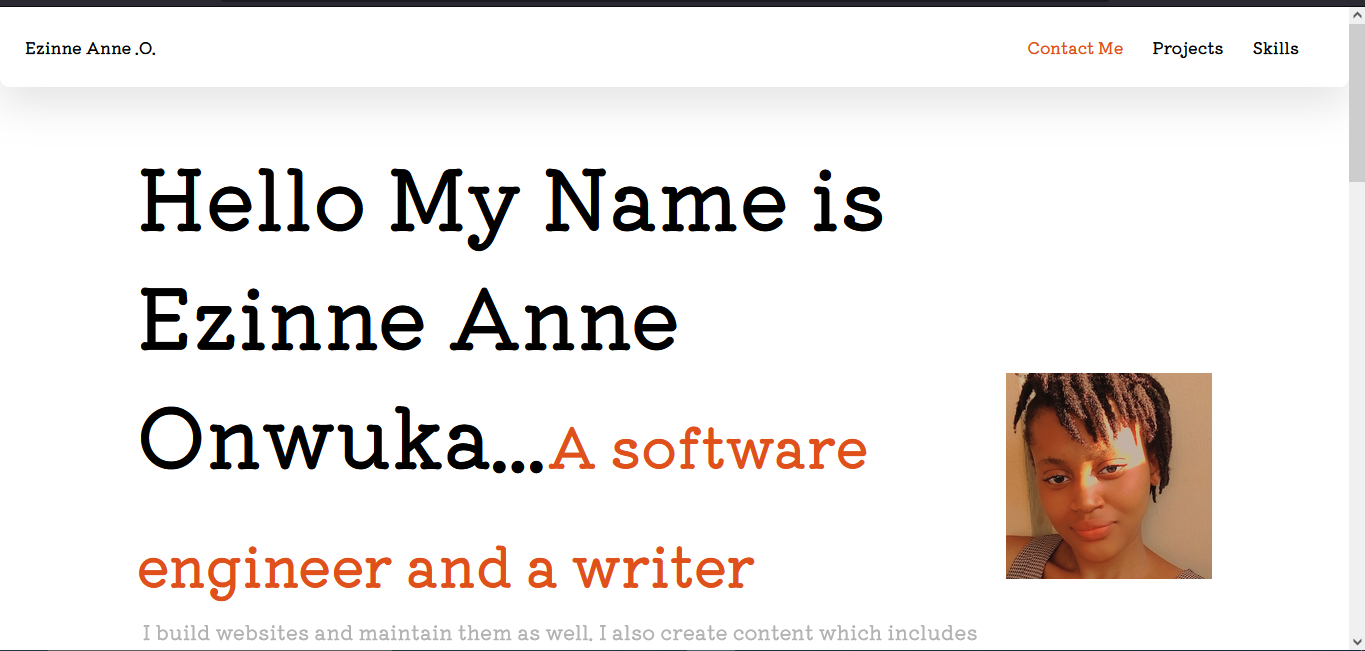 Ezinne Anne .O.
Contact Me Projects Skills
Hello My Name is
Ezinne Anne
Onwuka...A software
engineer and a writer
I build websites and maintain them as well. I also create content which includes